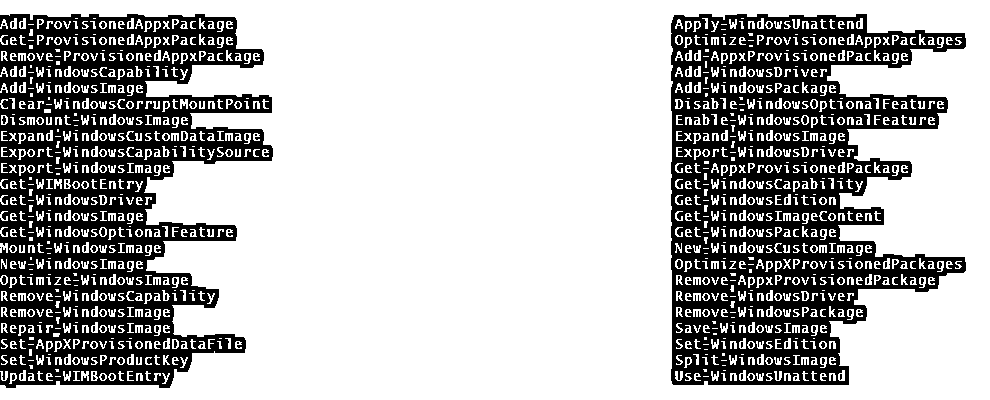 Add-ProvisionedAppxPackage Apply-WindowsUnattend
Get-ProvisionedAppxPackage Optimize-ProvisionedAppxPackages
Remove-ProvisionedAppxPackage Add-AppxProvisionedPackage
Add-WindowsCapability Add-WindowsDriver
Add-WindowsImage Add-WindowsPackage
Clear-WindowsCorruptMountPoint Disable-WindowsOptionalFeature
Dismount-WindowsImage Enable-WindowsOptionalFeature
Expand-WindowsCustomDataImage Expand-WindowsImage
Export-WindowsCapabilitySource Export-WindowsDriver
Export-WindowsImage Get-AppxProvisionedPackage
Get-WIMBootEntry Get-WindowsCapability
Get-WindowsDriver Get-WindowsEdition
Get-WindowsImage Get-WindowsImageContent
Get-WindowsOptionalFeature Get-WindowsPackage
Mount-WindowsImage New-WindowsCustomImage
New-WindowsImage Optimize-AppXProvisionedPackages
Optimize-WindowsImage Remove-AppxProvisionedPackage
Remove-WindowsCapability Remove-WindowsDriver
Remove-WindowsImage Remove-WindowsPackage
Repair-WindowsImage Save-WindowsImage
Set-AppXProvisionedDataFile Set-WindowsEdition
Set-WindowsProductKey Split-WindowsImage
Update-WIMBootEntry Use-WindowsUnattend